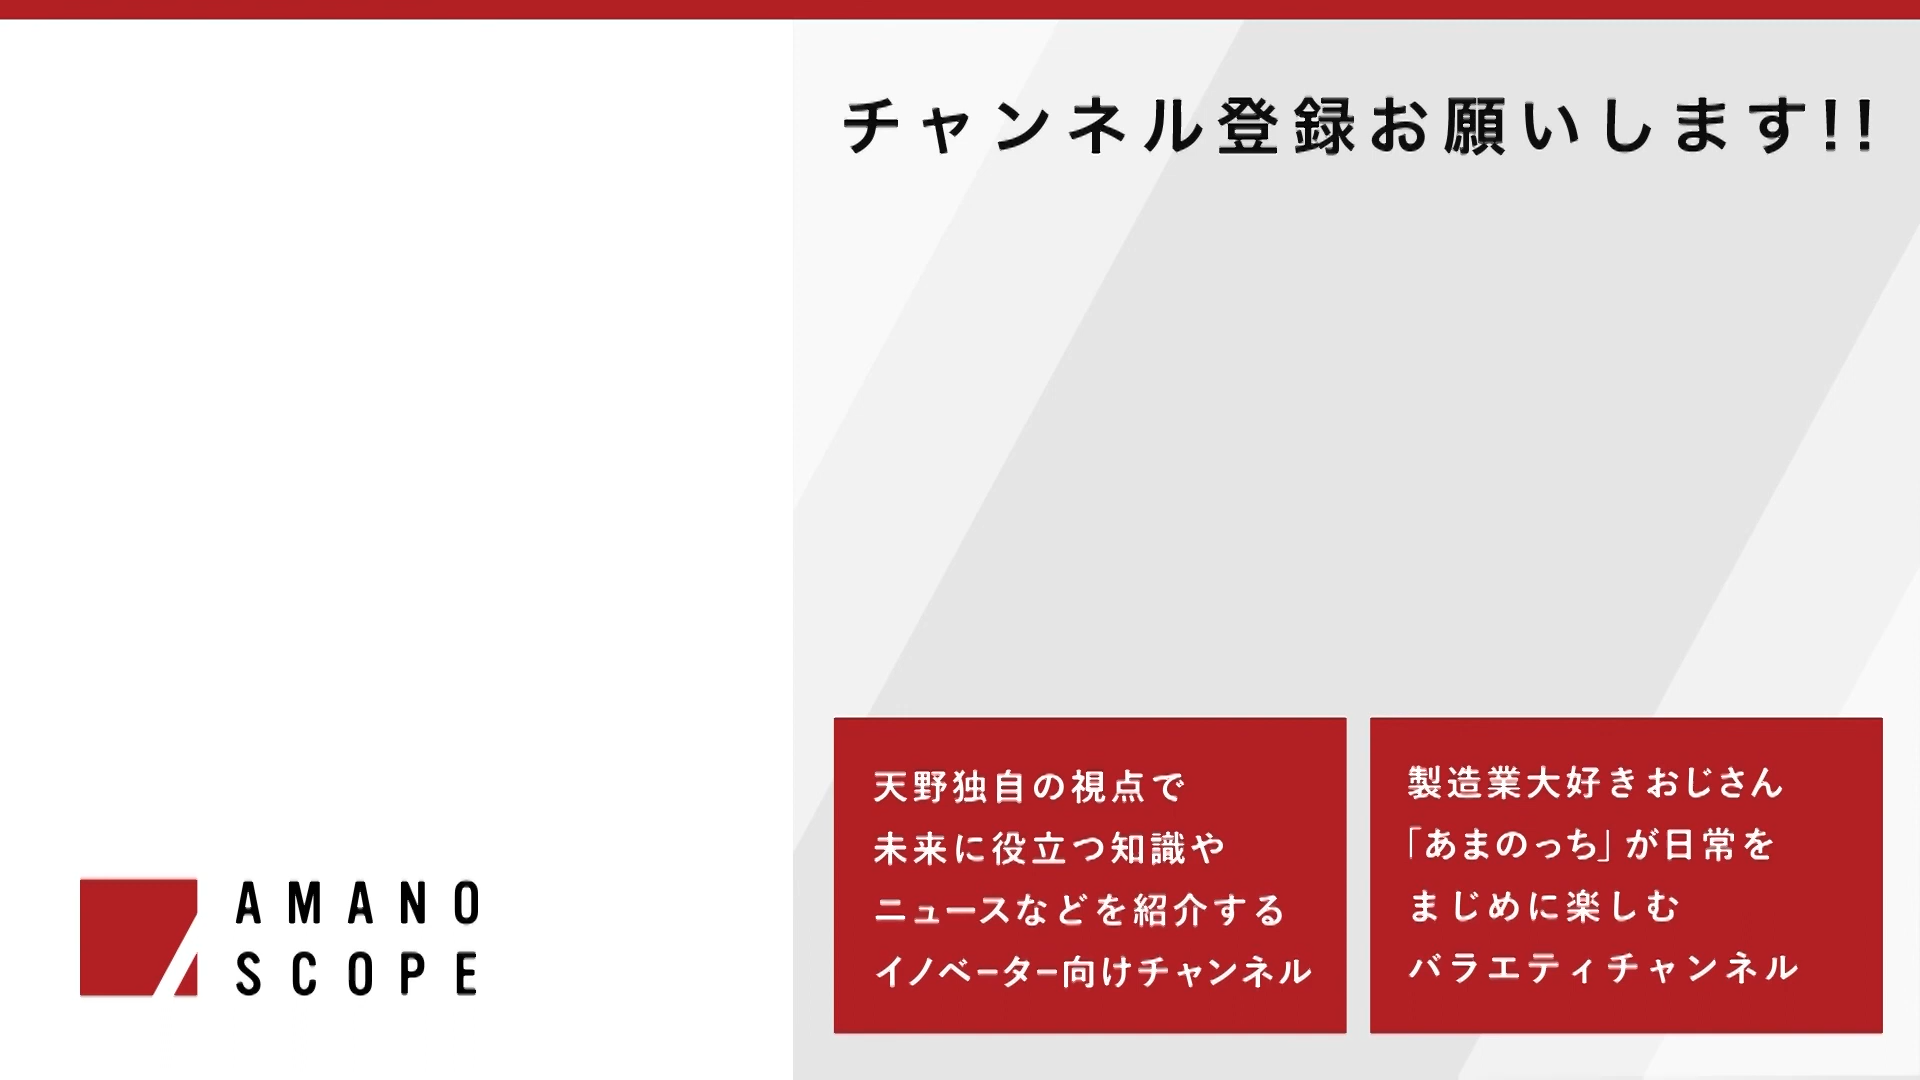 チャンネル登録お願いします!!
天野独自の視点で
未来に役立つ知識や
ニュースなどを紹介する
イノベーター向けチャンネル
製造業大好きおじさん
「あまのっち」が日常を
まじめに楽しむ
バラエティチャンネル
AMANO
SCOPE